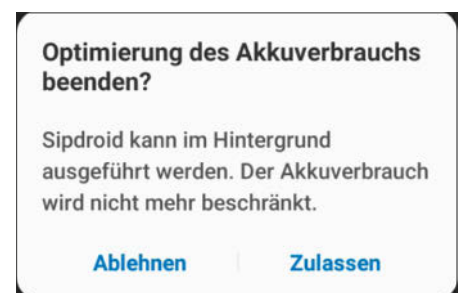 Optimierung des Akkuverbrauchs
beenden?
Sipdroid kann im Hintergrund
ausgeführt werden. Der Akkuverbrauch
wird nicht mehr beschränkt.
Ablehnen Zulassen